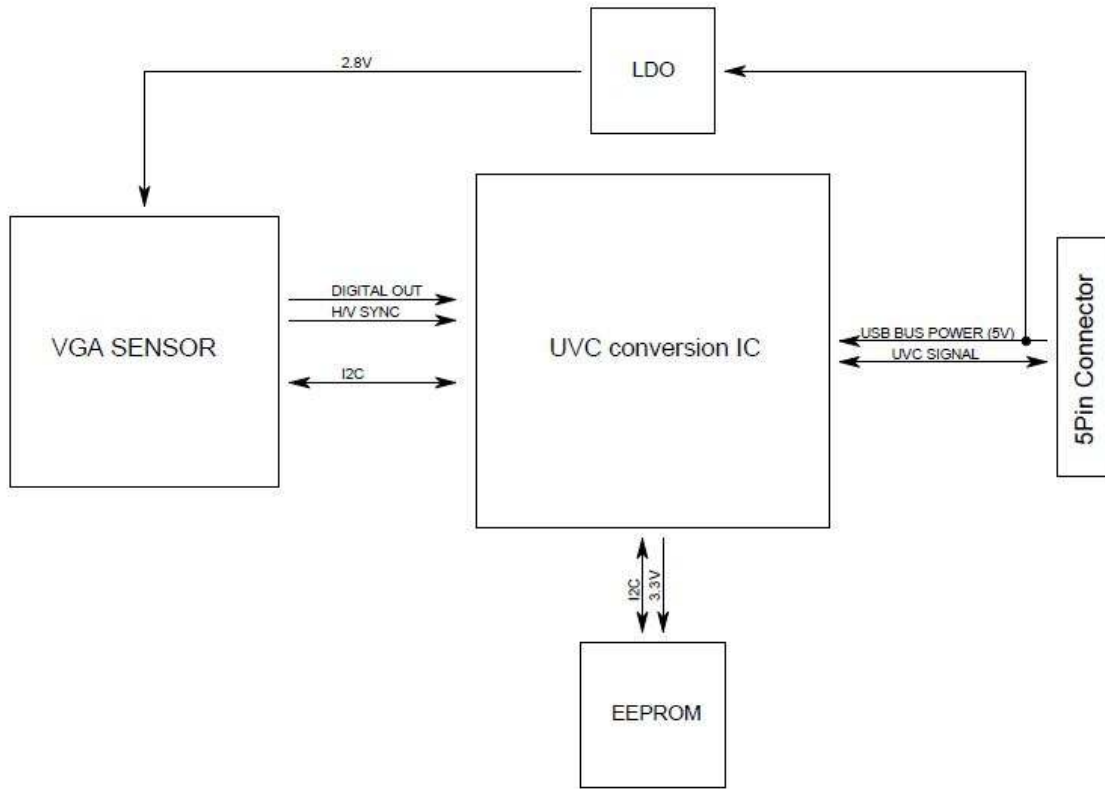 LDO
2.8V
VGA SENSOR
DIGITAL OUT
H/V SYNC
I2C
UVC conversion IC
USB BUS POWER (5V)
UVC SIGNAL
5Pin Connector
I2C
3.3V
EEPROM